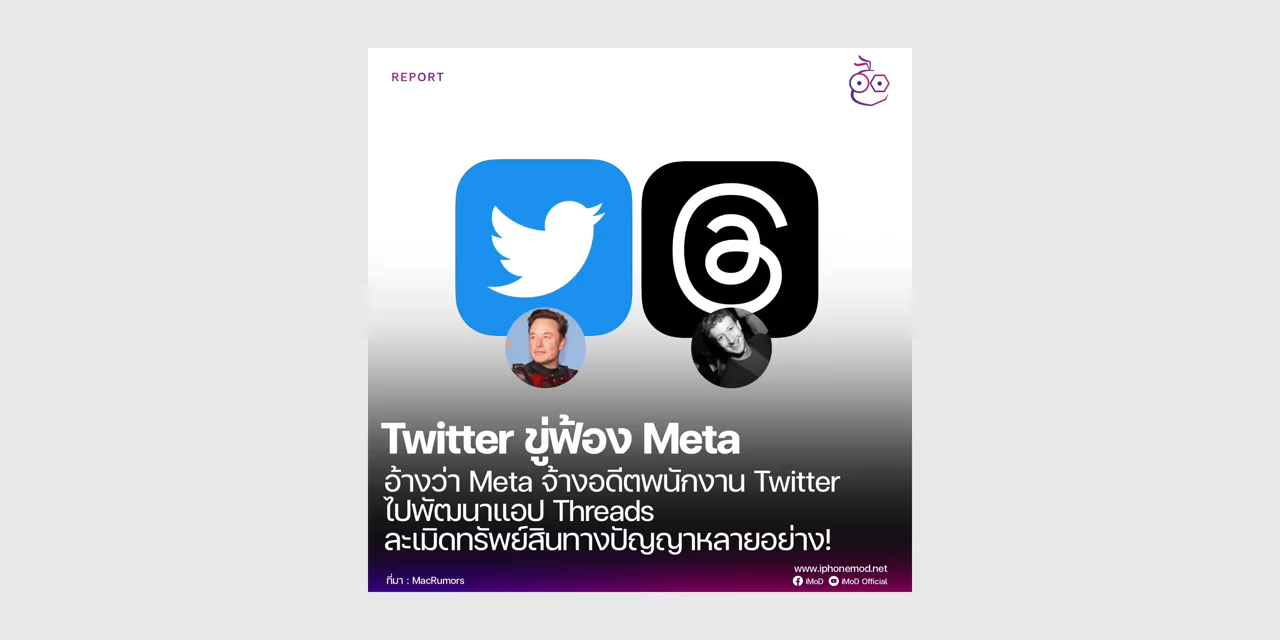 REPORT
Twitter ขู่ฟ้อง Meta
อ้างว่า Meta จ้างอดีตพนักงาน Twitter
ไปพัฒนาแอป Threads
ละเมิดทรัพย์สินทางปัญญาหลายอย่าง!
www.iphonemod.net
ที่มา : MacRumors
iMoD iMoD Official